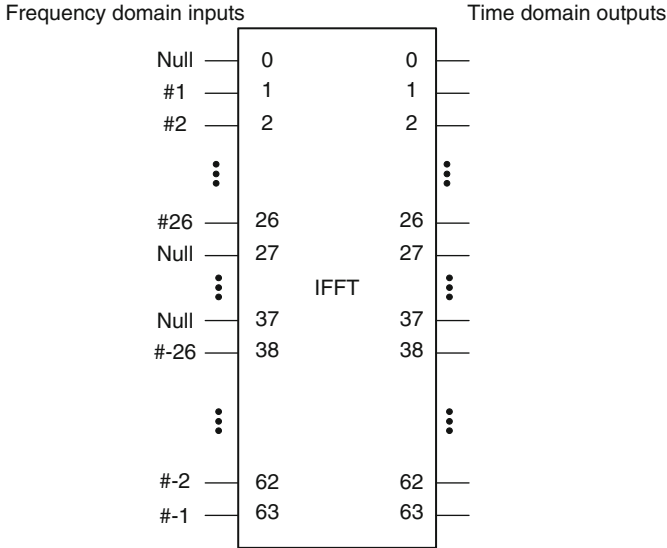 Frequency domain inputs Time domain outputs
Null 0 0
#1 1 1
#2 2 2
#26 26 26
Null 27 27
IFFT
Null 37 37
#-26 38 38
#-2 62 62
#-1 63 63